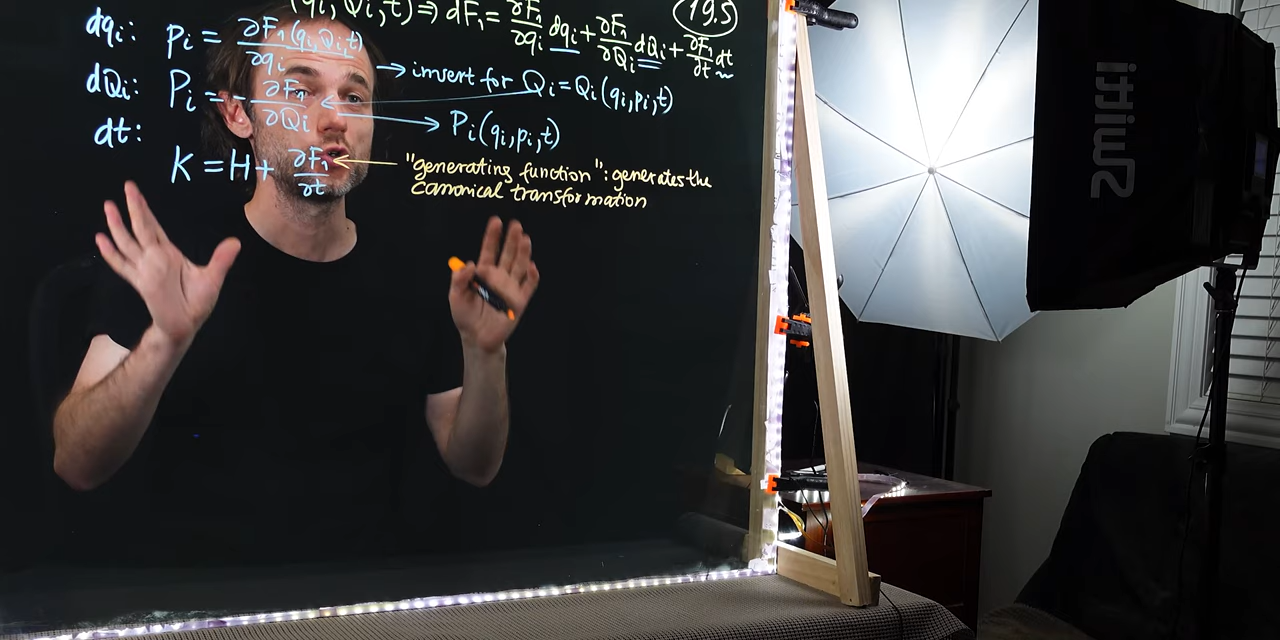 (qi, Qi, t) ⇒ dF₁ = ∂F₁/∂qi dqi + ∂F₁/∂Qi dQi + ∂F₁/∂t dt (19.5)
dqi: pi = ∂F₁(qi, Qi, t)/∂qi → insert for Qi = Qi(qi, pi, t)
dQi: Pi = - ∂F₁/∂Qi → Pi(qi, pi, t)
dt:
K = H + ∂F₁/∂t ← "generating function": generates the
canonical transformation
Switti